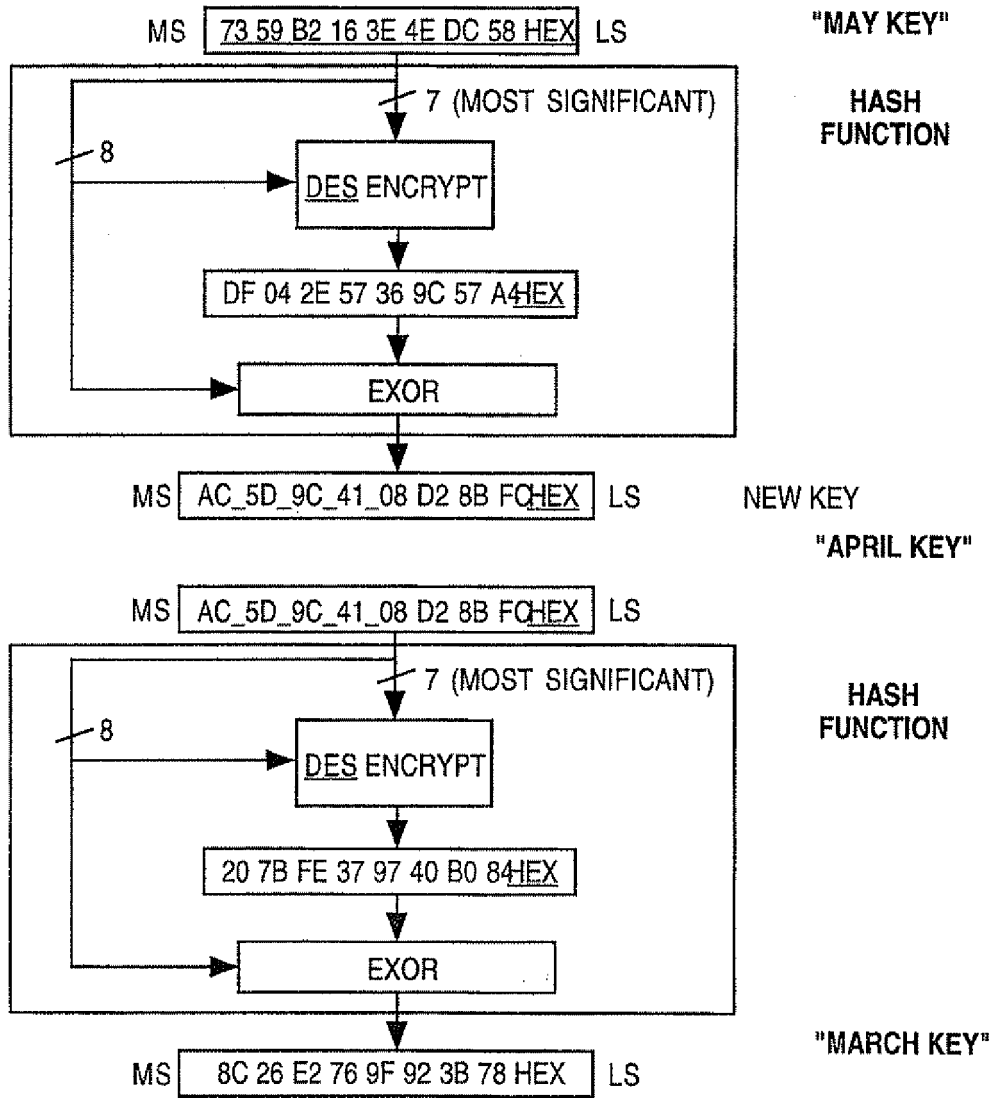 MS 73 59 B2 16 3E 4E DC 58 HEX LS "MAY KEY"
7 (MOST SIGNIFICANT)
HASH
FUNCTION
8
DES ENCRYPT
DF 04 2E 57 36 9C 57 A4HEX
EXOR
MS AC_5D_9C_41_08 D2 8B FCHEX LS NEW KEY
"APRIL KEY"
MS AC_5D_9C_41_08 D2 8B FCHEX LS
7 (MOST SIGNIFICANT)
HASH
FUNCTION
8
DES ENCRYPT
20 7B FE 37 97 40 B0 84HEX
EXOR
"MARCH KEY"
MS 8C 26 E2 76 9F 92 3B 78 HEX LS